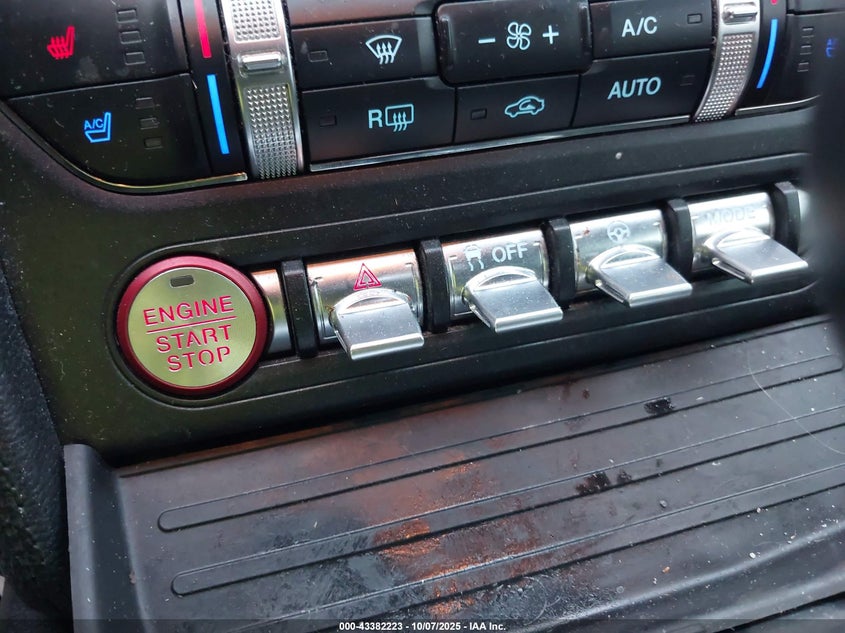 A/C
AUTO
R
A/C
OFF
MODE
ENGINE
START
STOP
000-43382223 - 10/07/2025 - IAA Inc.